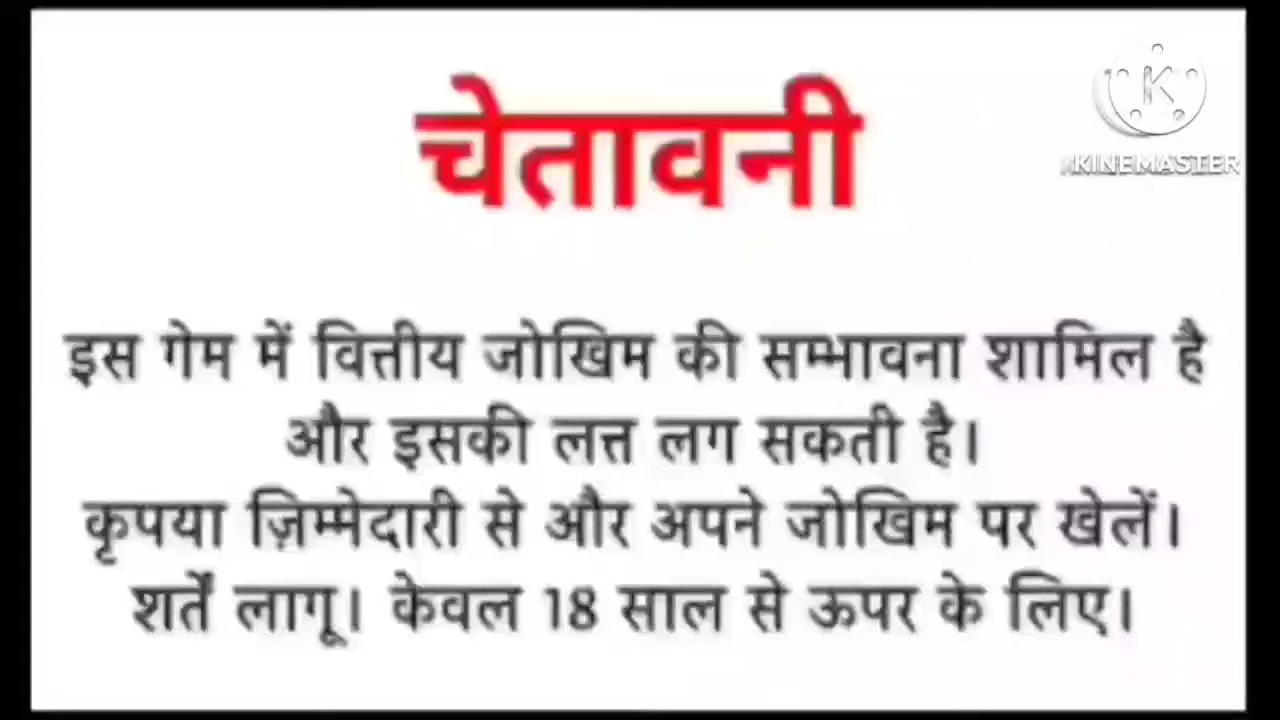 चेतावनी
KINEMASTER
इस गेम में वित्तीय जोखिम की सम्भावना शामिल है
और इसकी लत्त लग सकती है।
कृपया ज़िम्मेदारी से और अपने जोखिम पर खेलें।
शर्तें लागू। केवल 18 साल से ऊपर के लिए।